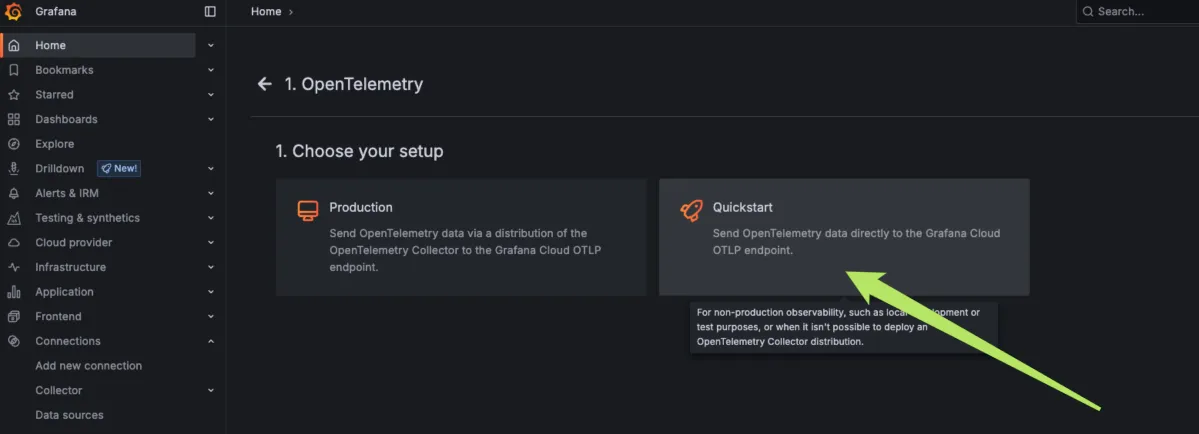 Grafana
Home
Search...
Home
Bookmarks
Starred
Dashboards
Explore
Drilldown New!
Alerts & IRM
Testing & synthetics
Cloud provider
Infrastructure
Application
Frontend
Connections
Add new connection
Collector
Data sources
1. OpenTelemetry
1. Choose your setup
Production
Send OpenTelemetry data via a distribution of the
OpenTelemetry Collector to the Grafana Cloud OTLP
endpoint.
Quickstart
Send OpenTelemetry data directly to the Grafana Cloud
OTLP endpoint.
For non-production observability, such as local development or
test purposes, or when it isn't possible to deploy an
OpenTelemetry Collector distribution.